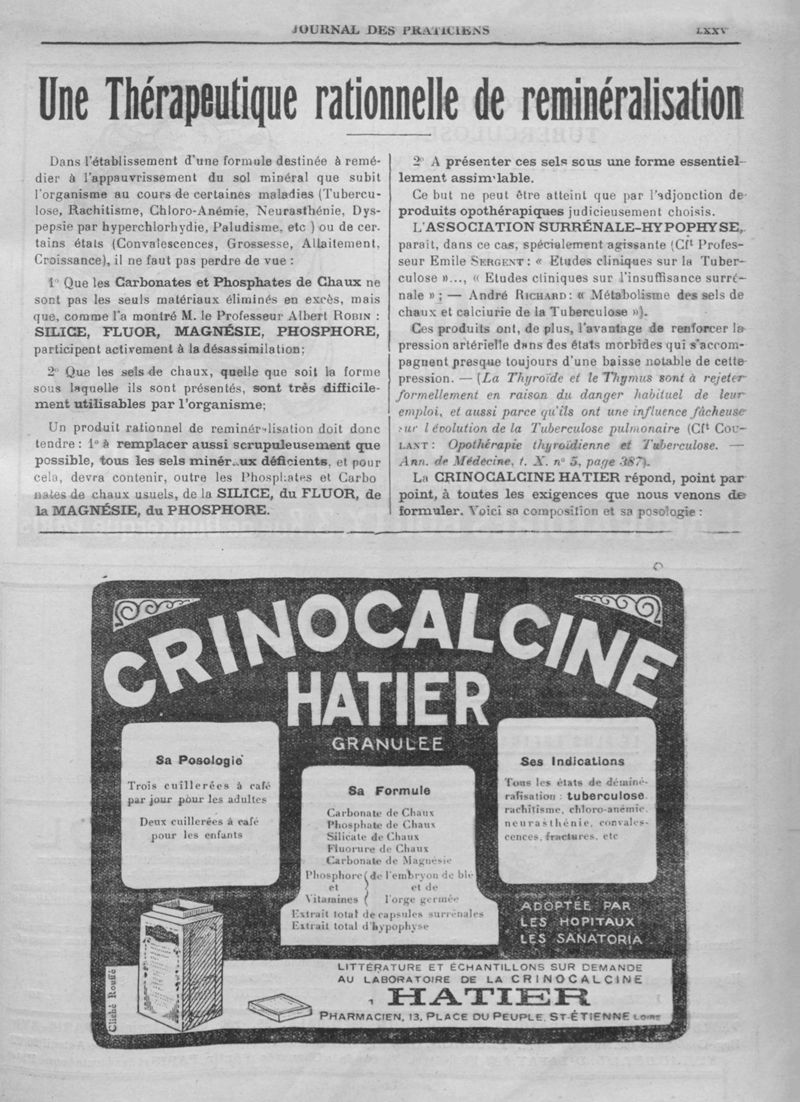 JOURNAL DES PRATICIENS
LXXV
Une Thérapeutique rationnelle de reminéralisation
Dans l'établissement d'une formule destinée à remé-
dier à l'appauvrissement du sol minéral que subit
l'organisme au cours de certaines maladies (Tubercu-
lose, Rachitisme, Chloro-Anémie, Neurasthénie, Dys-
pepsie par hyperchlorhydie, Paludisme, etc ) ou de cer-
tains états (Convalescences, Grossesse, Allaitement,
Croissance), il ne faut pas perdre de vue :
1° Que les Carbonates et Phosphates de Chaux ne
sont pas les seuls matériaux éliminés en excrès, mais
que, comme l'a montré M. le Professeur Albert ROBIN :
SILICE, FLUOR, MAGNÉSIE, PHOSPHORE,
participent activement à la désassimilation;
2° Que les sels de chaux, quelle que soit la forme
sous laquelle ils sont présentés, sont très difficile-
ment utilisables par l'organisme;
Un produit rationnel de reminéralisation doit donc
tendre : 1° à remplacer aussi scrupuleusement que
possible, tous les sels minéraux déficients, et pour
cela, devra contenir, outre les Phosphates et Carbo
nates de chaux usuels, de la SILICE, du FLUOR, de
la MAGNÉSIE, du PHOSPHORE.
2° A présenter ces sels sous une forme essentiel-
lement assimilable.
Ce but ne peut être atteint que par l'adjonction de
produits opothérapiques judicieusement choisis.
L'ASSOCIATION SURRÉNALE-HYPOPHYSE,
parait, dans ce cas, spécialement agissante (Cft Profes-
seur Emile SERGENT : « Etudes cliniques sur la Tuber-
culose »..., « Etudes cliniques sur l'insuffisance surré-
nale » ; — André RICHARD : « Métabolisme des sels de
chaux et calciurie de la Tuberculose »).
Ces produits ont, de plus, l'avantage de renforcer la
pression artérielle dans des états morbides qui s'accom-
pagnent presque toujours d'une baisse notable de cette
pression. — (La Thyroïde et le Thymus sont à rejeter
formellement en raison du danger habituel de leur
emploi, et aussi parce qu'ils ont une influence fâcheuse
sur l'évolution de la Tuberculose pulmonaire (Cft COU-
LANT : Opothérapie thyroïdienne et Tuberculose. —
Ann. de Médecine, t. X. n° 5, page 387).
La CRINOCALCINE HATIER répond, point par
point, à toutes les exigences que nous venons de
formuler. Voici sa composition et sa posologie :
CRINOCALCINE
HATIER
GRANULEE
Sa Posologie
Trois cuillerées à café
par jour pour les adultes
Deux cuillerées à café
pour les enfants
Sa Formule
Carbonate de Chaux
Phosphate de Chaux
Silicate de Chaux
Fluorure de Chaux
Carbonate de Magnésie
Phosphore ( de l'embryon de blé
et ) et de
Vitamines ( l'orge germée
Extrait total de capsules surrénales
Extrait total d'hypophyse
Ses Indications
Tous les états de déminé-
ralisation : tuberculose
rachitisme, chloro-anémie,
neurasthénie, convales-
cences, fractures, etc
ADOPTÉE PAR
LES HOPITAUX
LES SANATORIA
Cliché Rouffé
LITTÉRATURE ET ÉCHANTILLONS SUR DEMANDE
AU LABORATOIRE DE LA CRINOCALCINE
HATIER
PHARMACIEN, 13, PLACE DU PEUPLE, ST-ÉTIENNE LOIRE